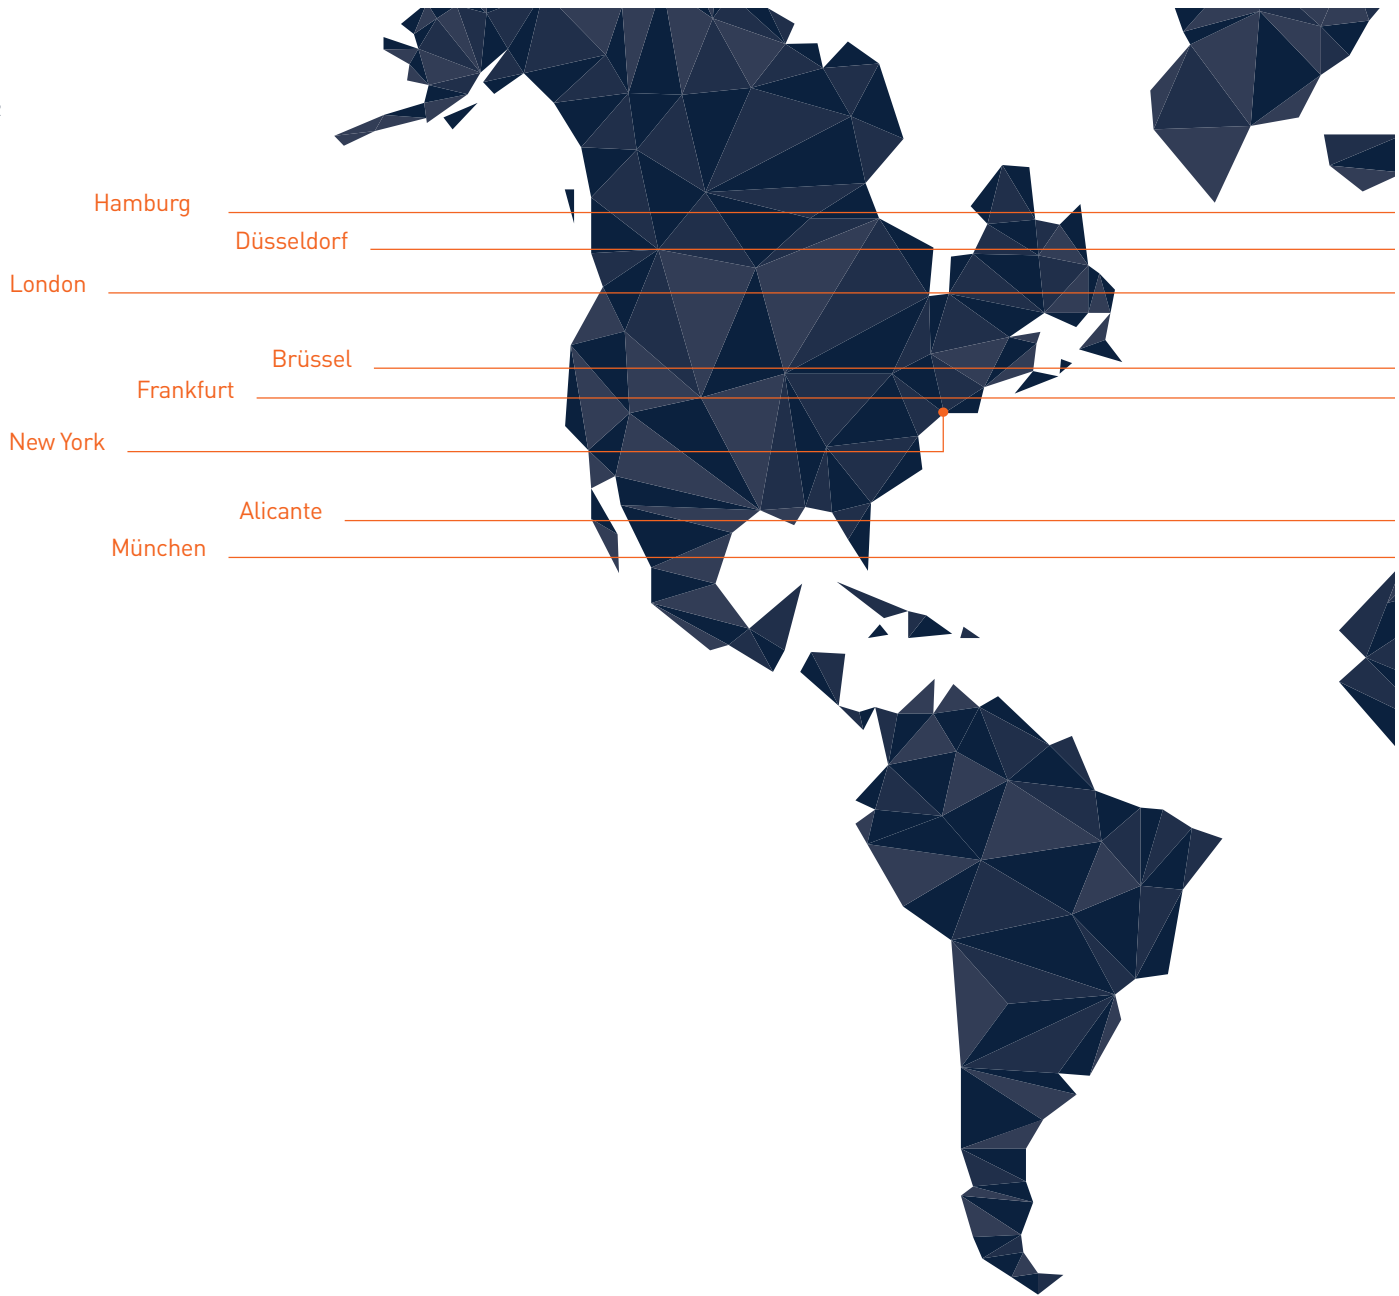 Hamburg
Düsseldorf
London
Brüssel
Frankfurt
New York
Alicante
München